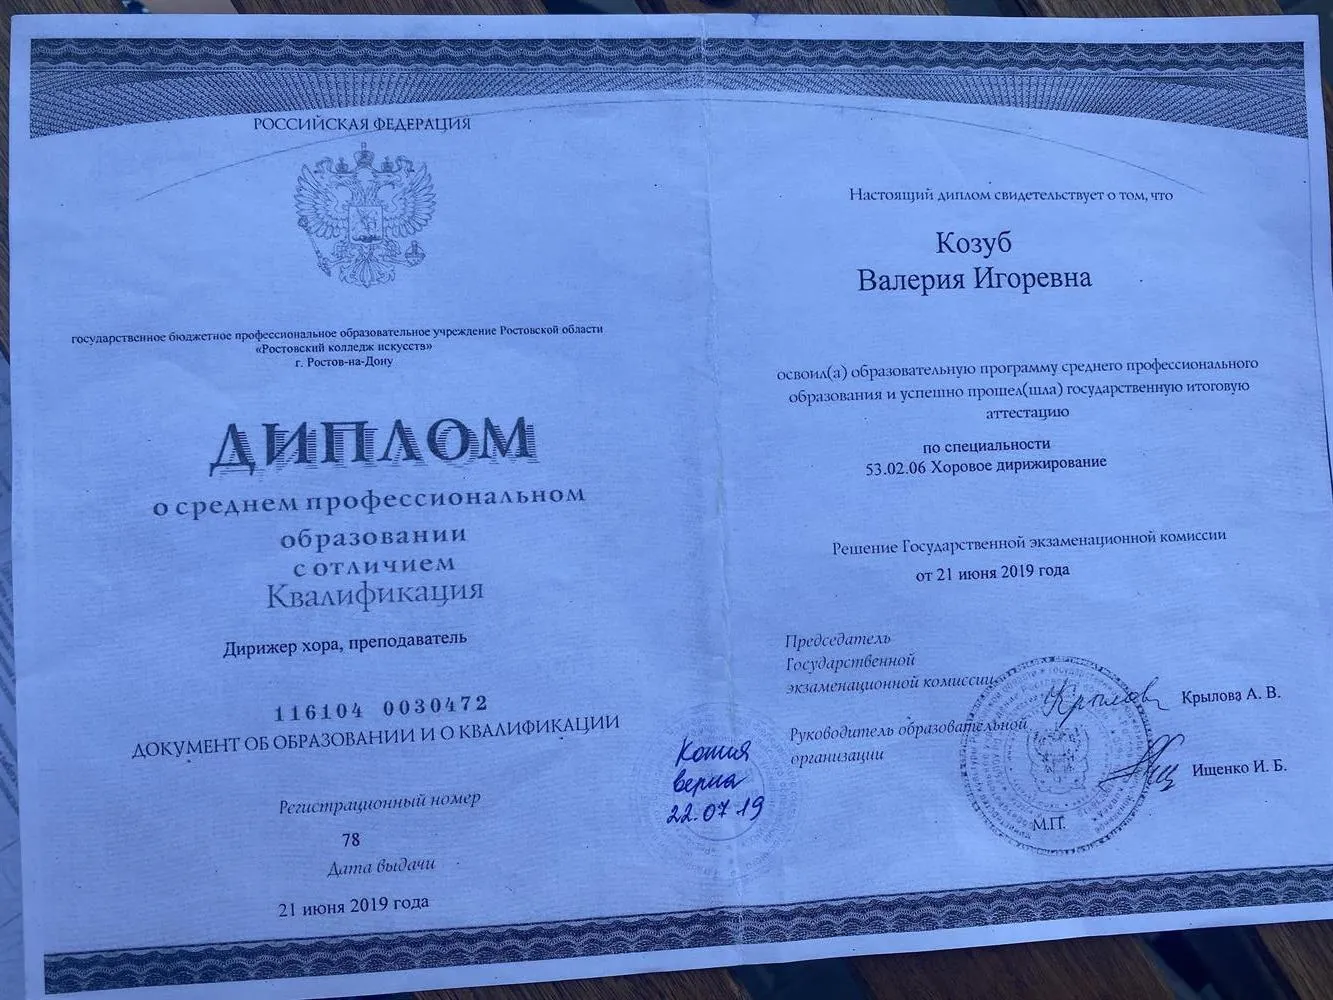 РОССИЙСКАЯ ФЕДЕРАЦИЯ
государственное бюджетное профессиональное образовательное учреждение Ростовской области
«Ростовский колледж искусств»
г. Ростов-на-Дону
ДИПЛОМ
о среднем профессиональном
образовании
с отличием
Квалификация
Дирижер хора, преподаватель
116104 0030472
ДОКУМЕНТ ОБ ОБРАЗОВАНИИ И О КВАЛИФИКАЦИИ
Регистрационный номер
78
Дата выдачи
21 июня 2019 года
Копия
верна
22.07 19
Настоящий диплом свидетельствует о том, что
Козуб
Валерия Игоревна
освоил(а) образовательную программу среднего профессионального
образования и успешно прошел(шла) государственную итоговую
аттестацию
по специальности
53.02.06 Хоровое дирижирование
Решение Государственной экзаменационной комиссии
от 21 июня 2019 года
Председатель
Государственной
экзаменационной комиссии
Крылова А. В.
Руководитель образовательной
организации
Ищенко И. Б.
М.П.